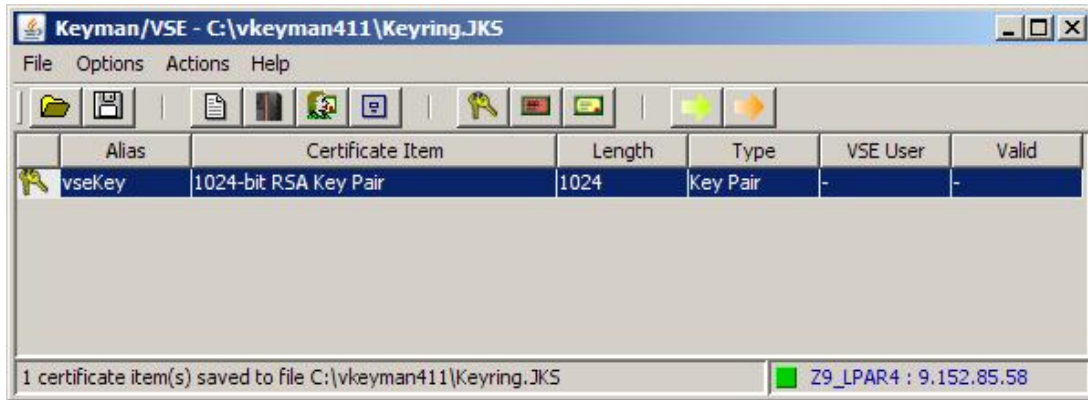 Keyman/VSE - C:\vkeyman411\Keyring.JKS
File Options Actions Help
Alias Certificate Item Length Type VSE User Valid
vseKey 1024-bit RSA Key Pair 1024 Key Pair - -
1 certificate item(s) saved to file C:\vkeyman411\Keyring.JKS Z9_LPAR4 : 9.152.85.58